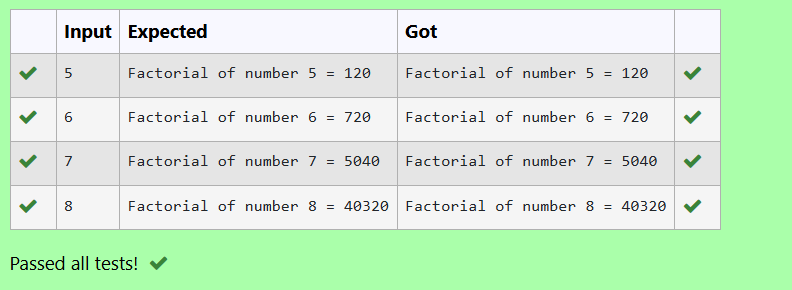 Input Expected Got
5 Factorial of number 5 = 120 Factorial of number 5 = 120
6 Factorial of number 6 = 720 Factorial of number 6 = 720
7 Factorial of number 7 = 5040 Factorial of number 7 = 5040
8 Factorial of number 8 = 40320 Factorial of number 8 = 40320
Passed all tests!